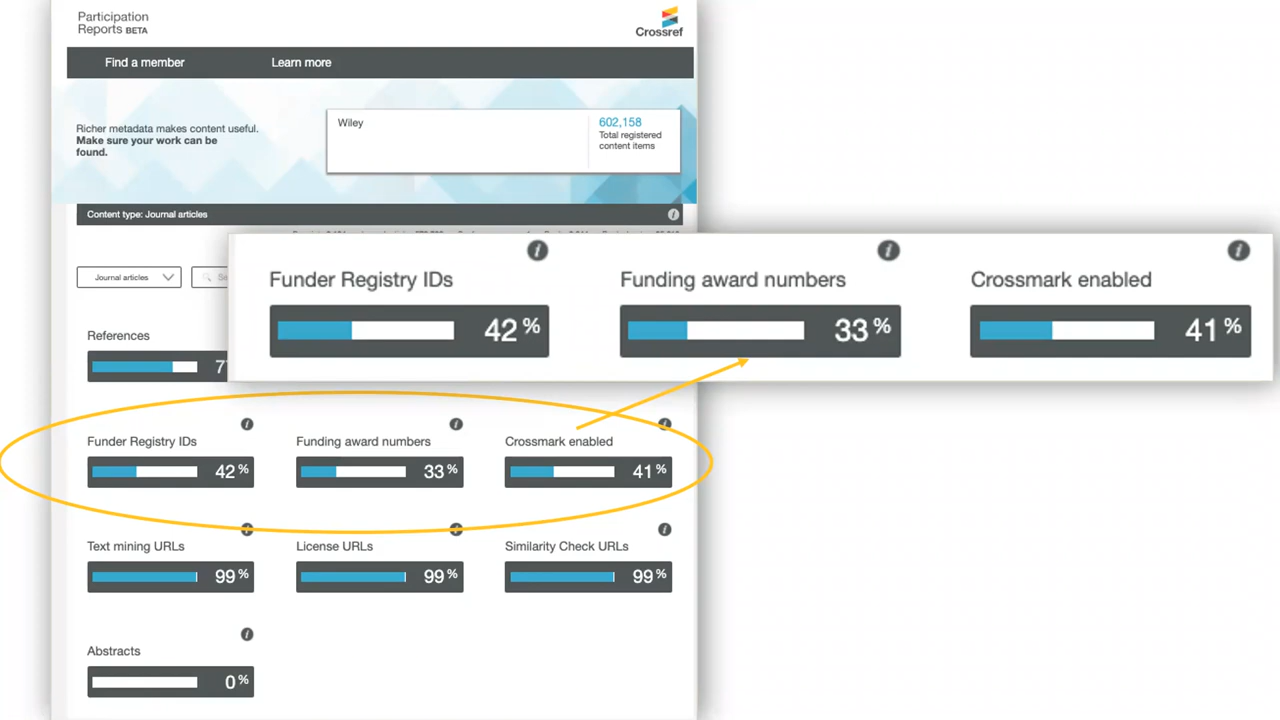 Participation
Reports BETA
Crossref
Find a member
Learn more
Richer metadata makes content useful.
Make sure your work can be
found.
Wiley
602,158
Total registered
content items
Content type: Journal articles
Journal articles
Funder Registry IDs
42 %
Funding award numbers
33 %
Crossmark enabled
41 %
References
Funder Registry IDs
42 %
Funding award numbers
33 %
Crossmark enabled
41 %
Text mining URLs
99 %
License URLs
99 %
Similarity Check URLs
99 %
Abstracts
0 %